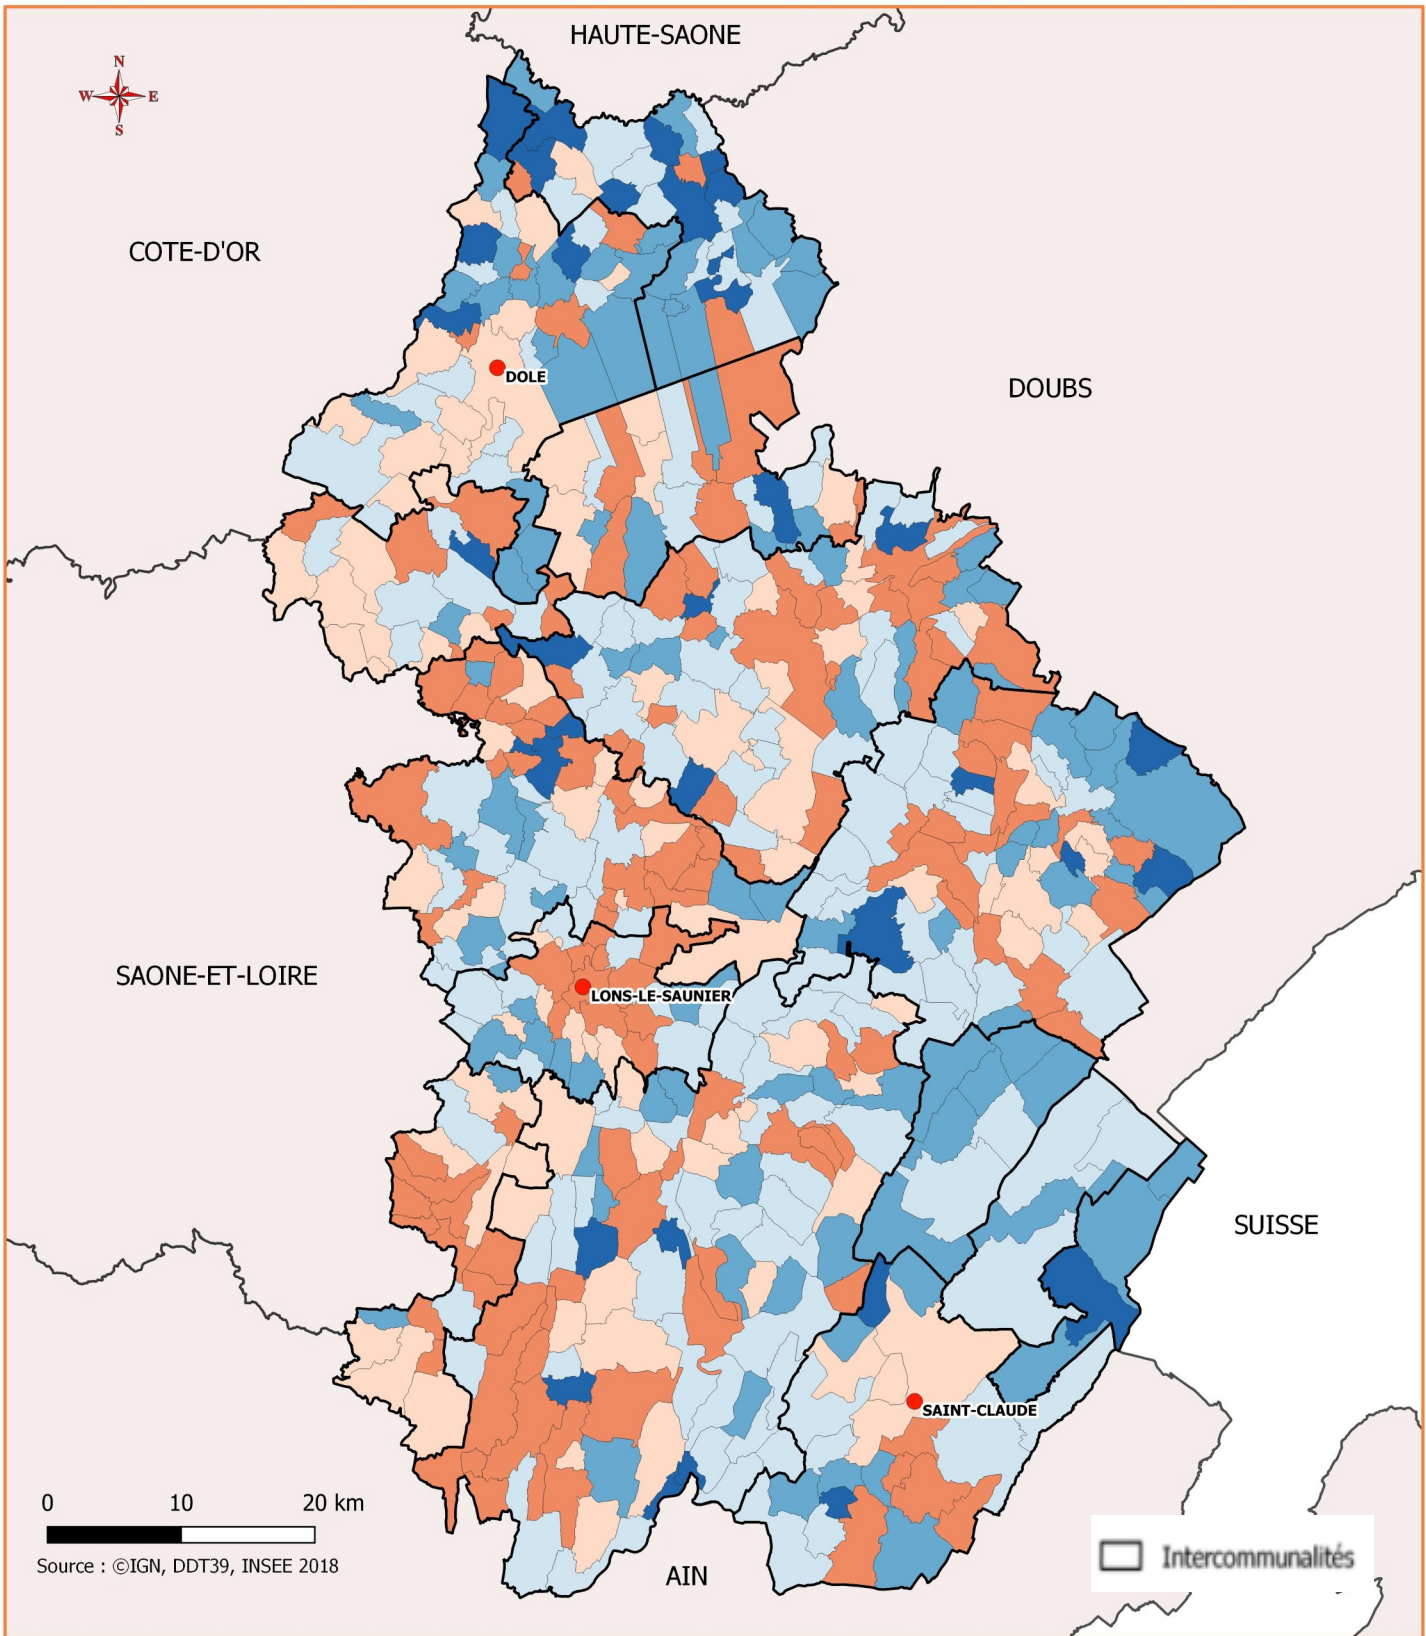 HAUTE-SAONE
N
W E
S
COTE-D'OR
DOLE
DOUBS
SAONE-ET-LOIRE
LONS-LE-SAUNIER
SUISSE
SAINT-CLAUDE
0 10 20 km
Source : ©IGN, DDT39, INSEE 2018
AIN
Intercommunalités